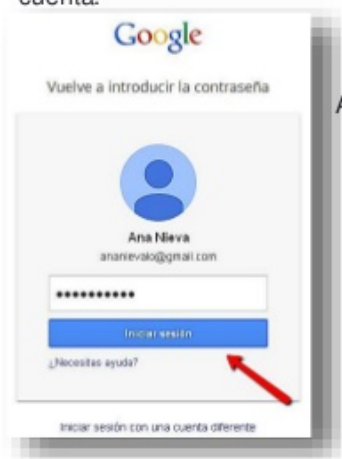 cuenta.
Google
Vuelve a introducir la contraseña
A
Ana Nieva
ananievalo@gmail.com
••••••••••
Iniciar sesión
¿Necesitas ayuda?
Iniciar sesión con una cuenta diferente